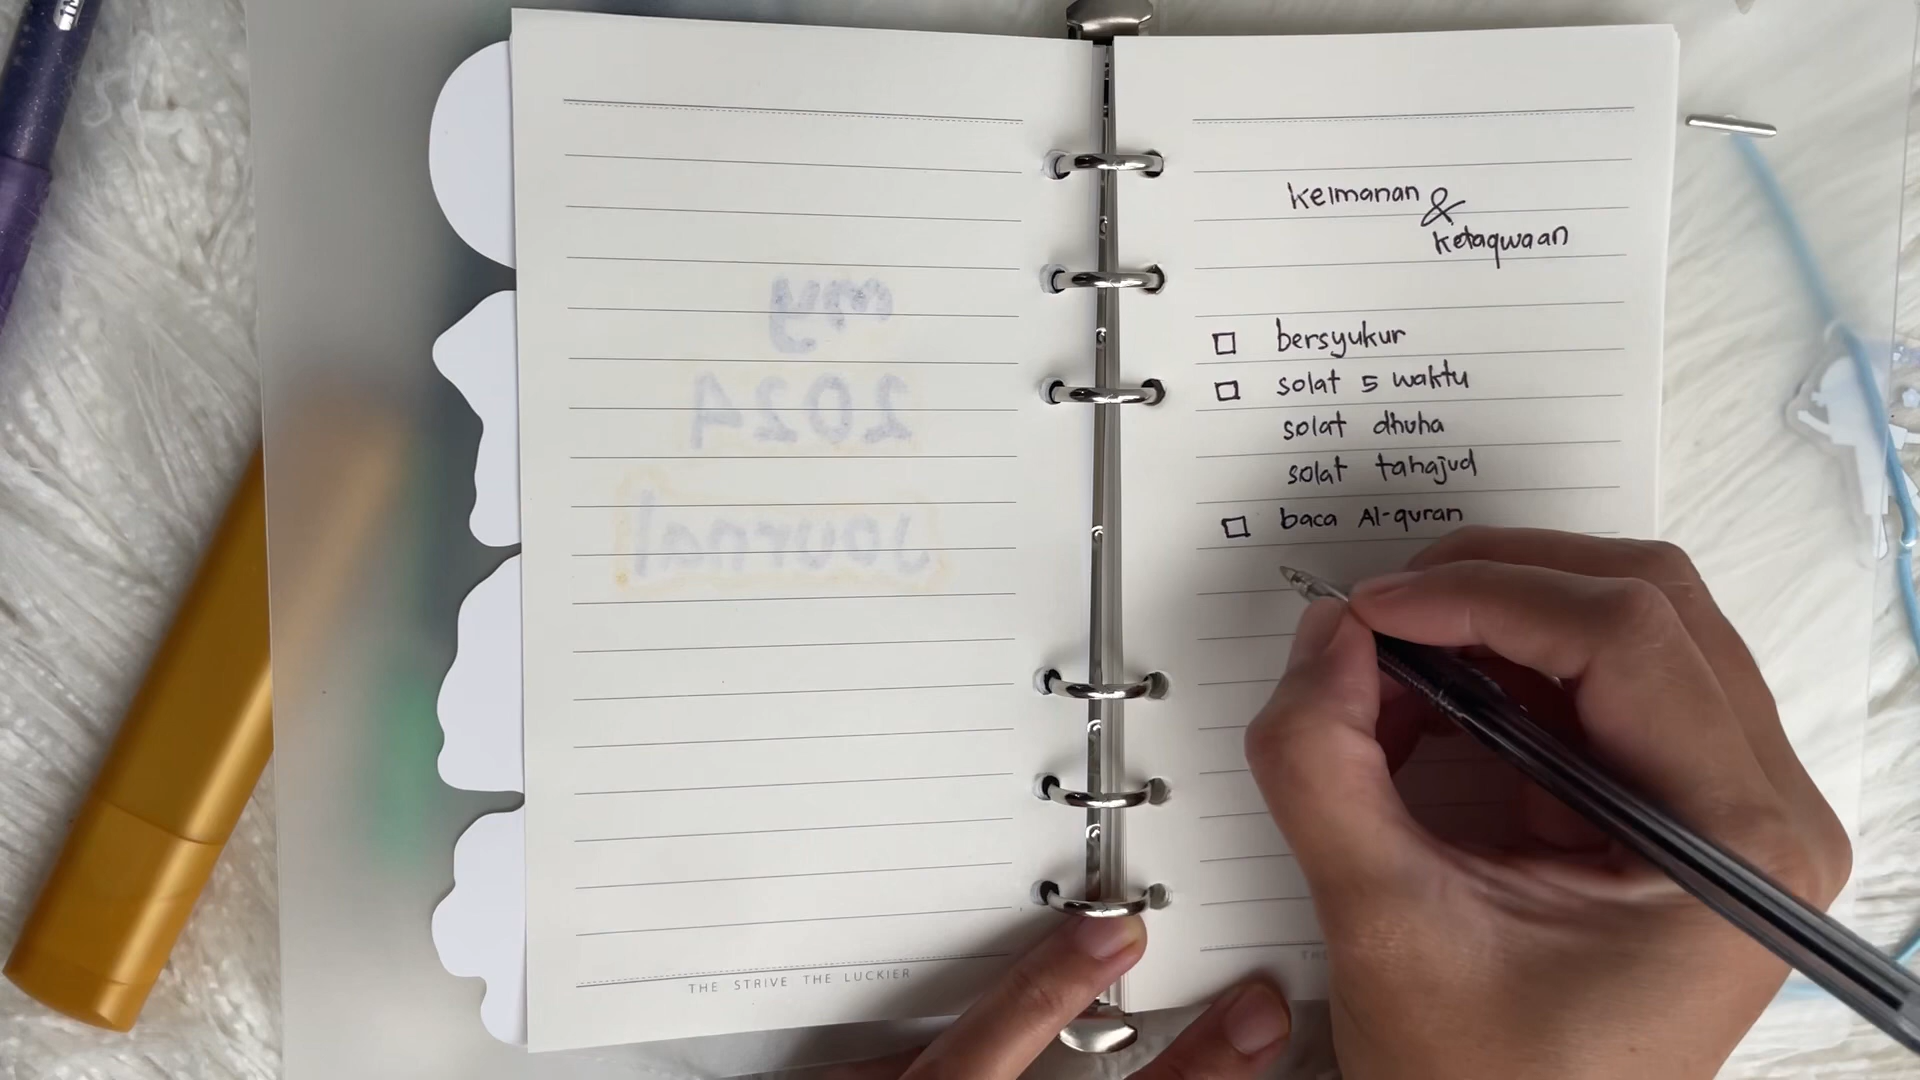 my
2024
Journal
THE STRIVE THE LUCKIER
keimanan
&
ketaqwaan
bersyukur
solat 5 waktu
solat dhuha
solat tahajud
baca Al-quran